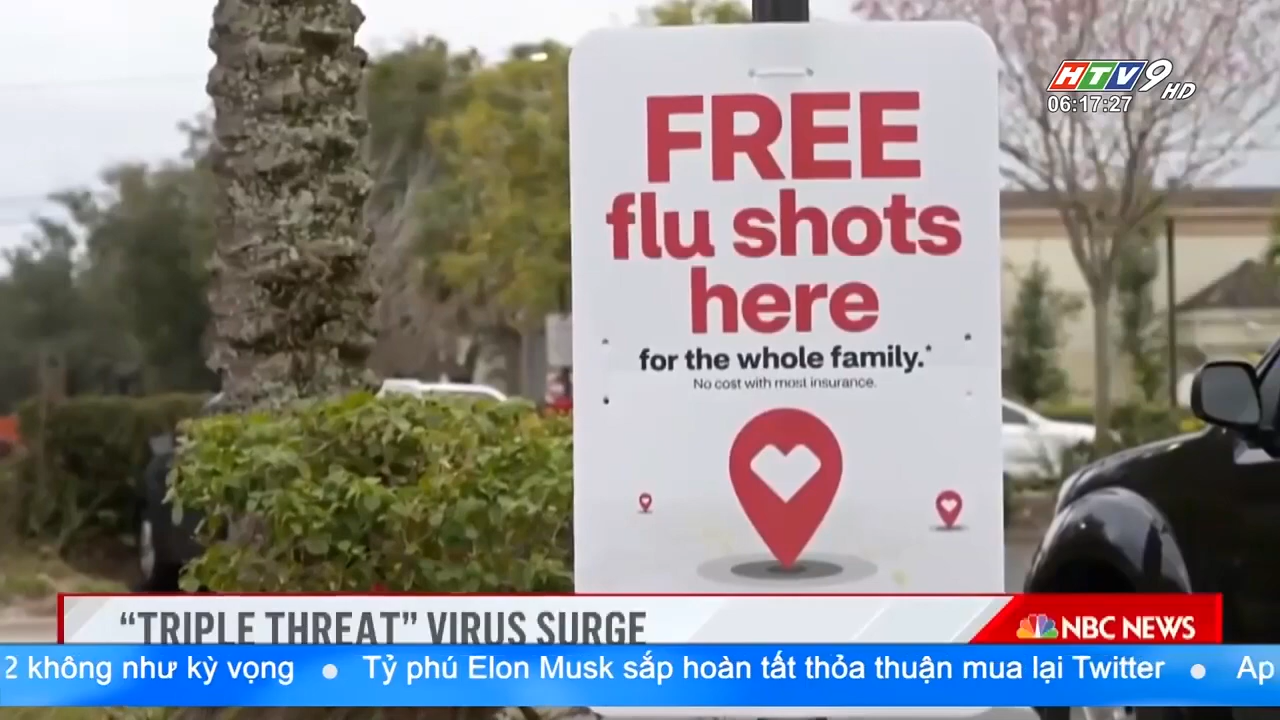 HTV9 HD
06:17:27
FREE
flu shots
here
for the whole family.*
No cost with most insurance.
“TRIPLE THREAT” VIRUS SURGE
NBC NEWS
2 không như kỳ vọng • Tỷ phú Elon Musk sắp hoàn tất thỏa thuận mua lại Twitter • Ap